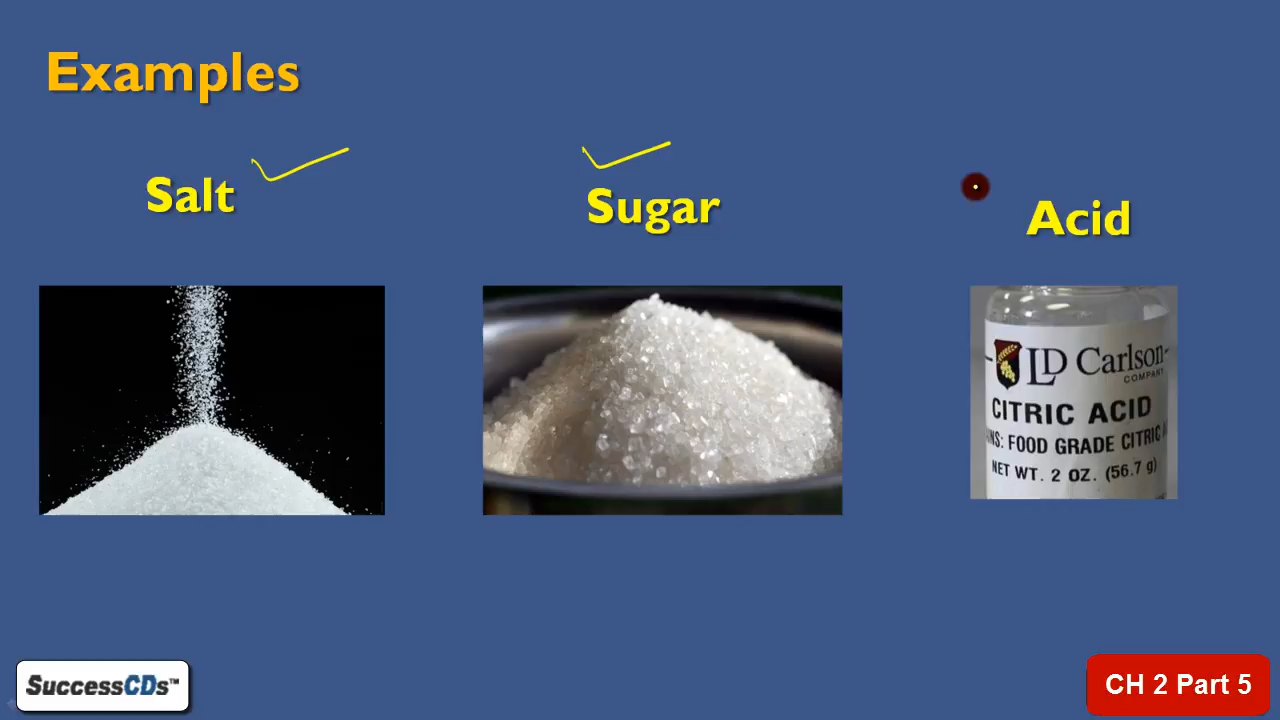 Examples
Salt
Sugar
Acid
LD Carlson
COMPANY
CITRIC ACID
FOOD GRADE CITRIC
NET WT. 2 OZ. (56.7 g)
SuccessCDs™
CH 2 Part 5